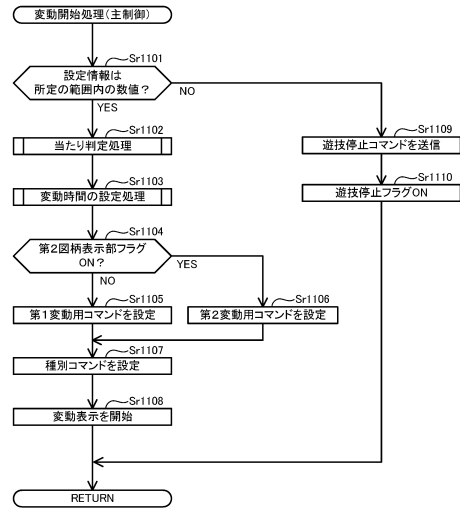 変動開始処理(主制御)
Sr1101
設定情報は
所定の範囲内の数値?
NO
YES
Sr1102
当たり判定処理
Sr1109
遊技停止コマンドを送信
Sr1103
変動時間の設定処理
Sr1110
遊技停止フラグON
Sr1104
第2図柄表示部フラグ
ON?
YES
NO
Sr1105
第1変動用コマンドを設定
Sr1106
第2変動用コマンドを設定
Sr1107
種別コマンドを設定
Sr1108
変動表示を開始
RETURN